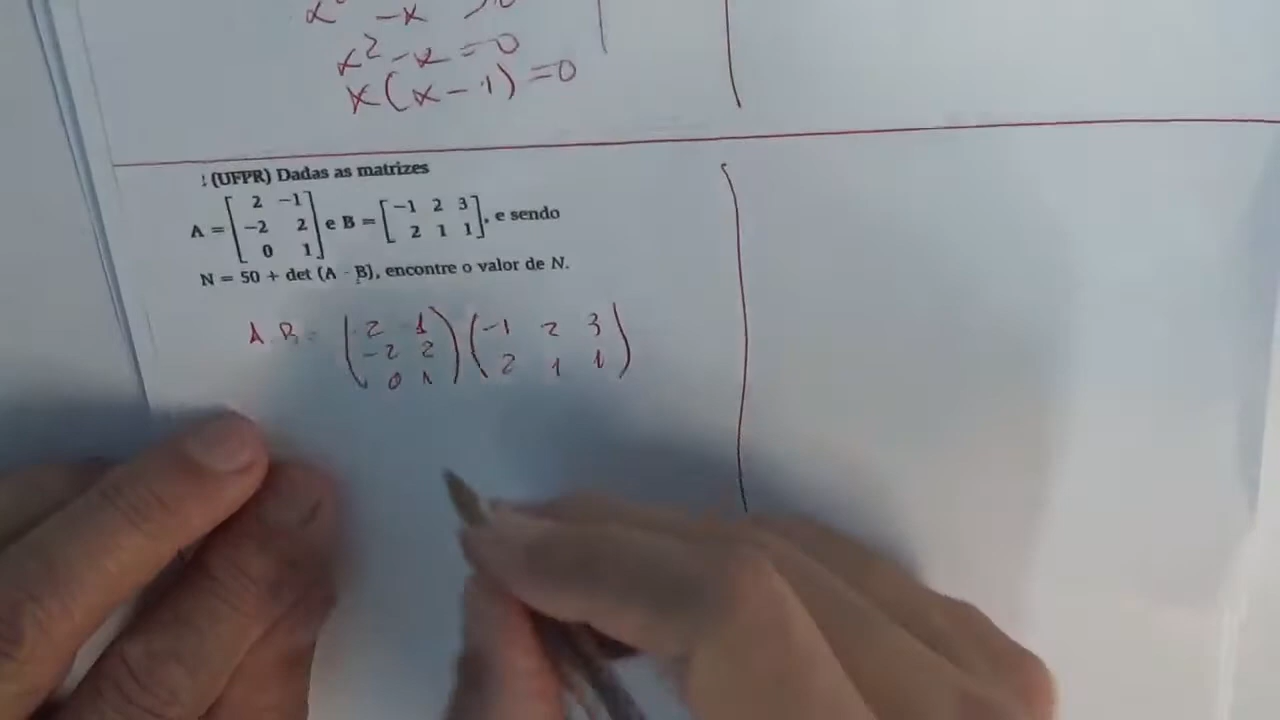 x² - x
x² - x = 0
x(x - 1) = 0
(UFPR) Dadas as matrizes
A = [2 -1; -2 2; 0 1] e B = [-1 2 3; 2 1 1], e sendo
N = 50 + det (A · B), encontre o valor de N.
A B = (2 1; -2 2; 0 1) (-1 2 3; 2 1 1)